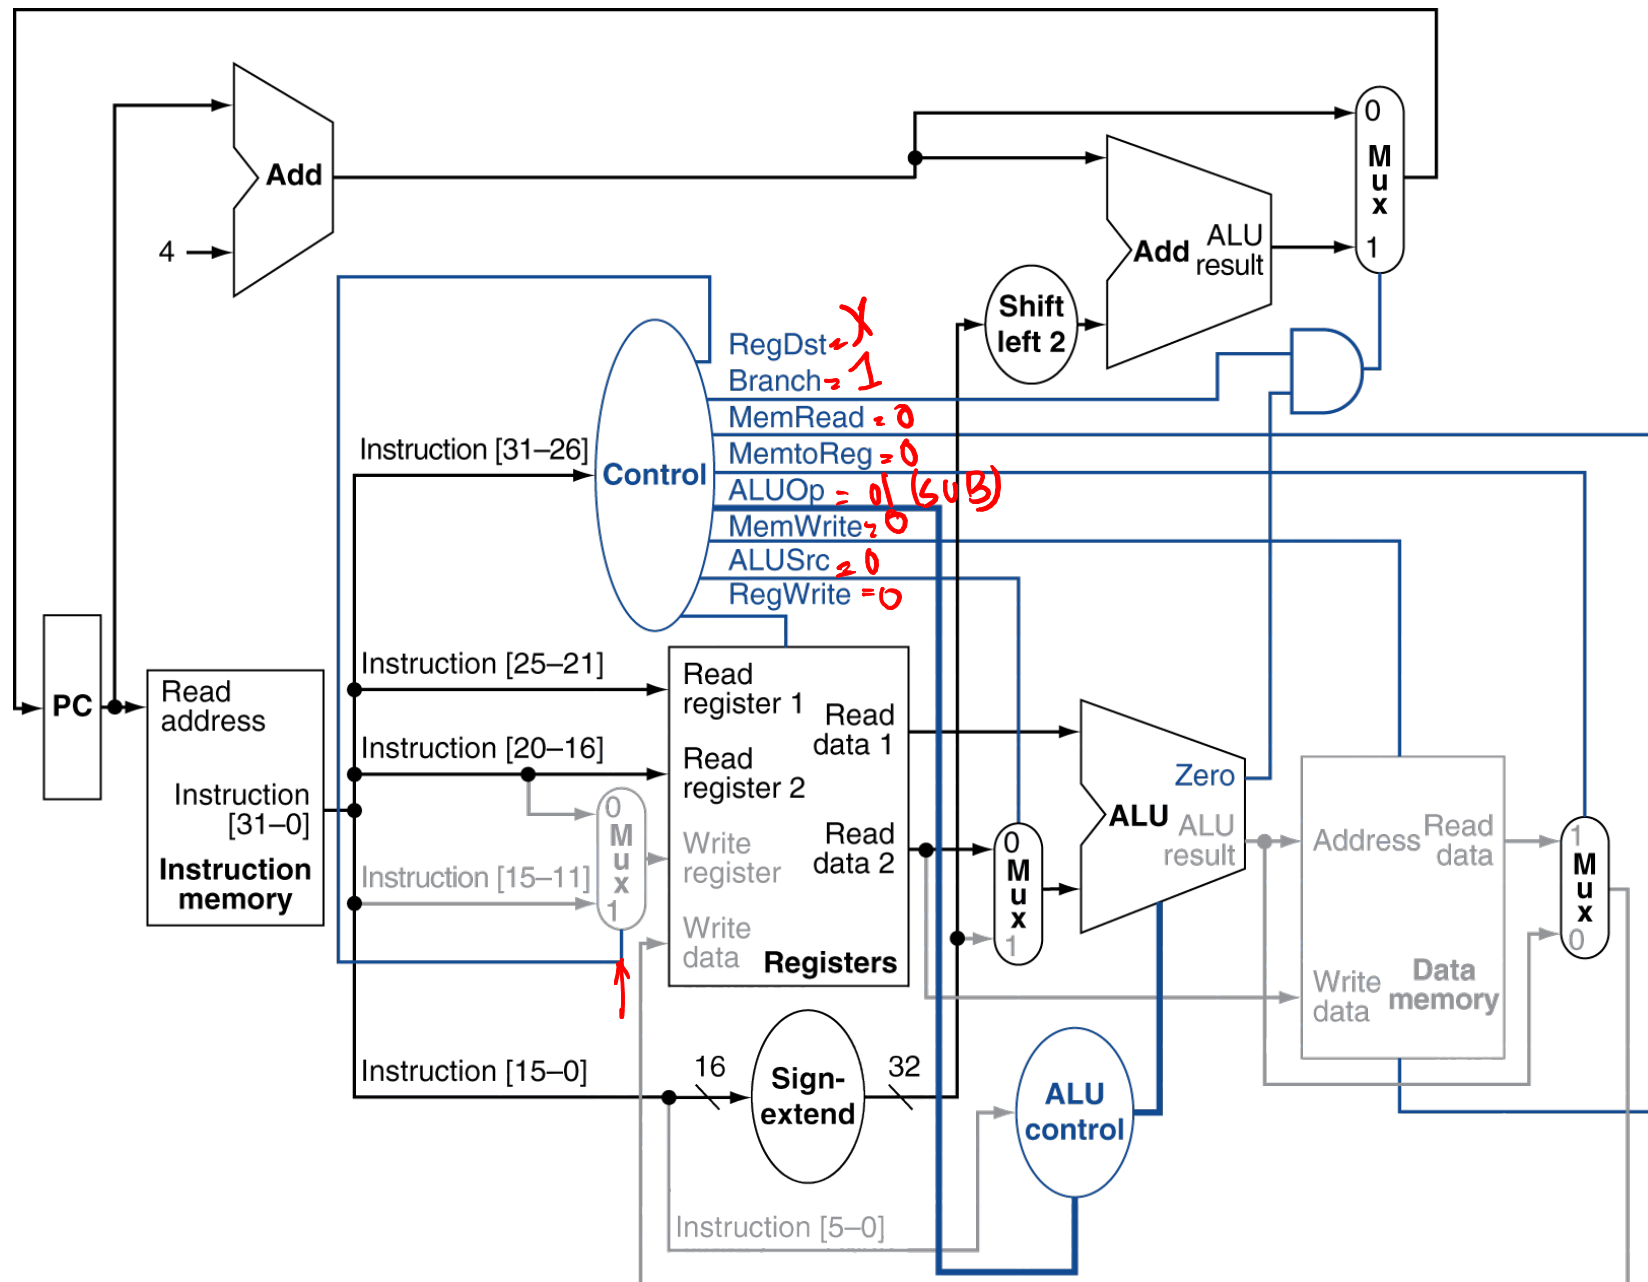 0
Mux
1
Add
4
Add
ALU
result
Shift
left 2
RegDst = X
Branch = 1
MemRead = 0
MemtoReg = 0
ALUOp = 01 (SUB)
MemWrite = 0
ALUSrc = 0
RegWrite = 0
Control
Instruction [31–26]
PC
Read
address
Instruction
[31–0]
Instruction
memory
Instruction [25–21]
Instruction [20–16]
Instruction [15–11]
0
Mux
1
Read
register 1
Read
register 2
Write
register
Write
data
Read
data 1
Read
data 2
Registers
0
Mux
1
Zero
ALU
ALU
result
Address
Read
data
Write
data
Data
memory
1
Mux
0
Instruction [15–0]
16
Sign-
extend
32
ALU
control
Instruction [5–0]